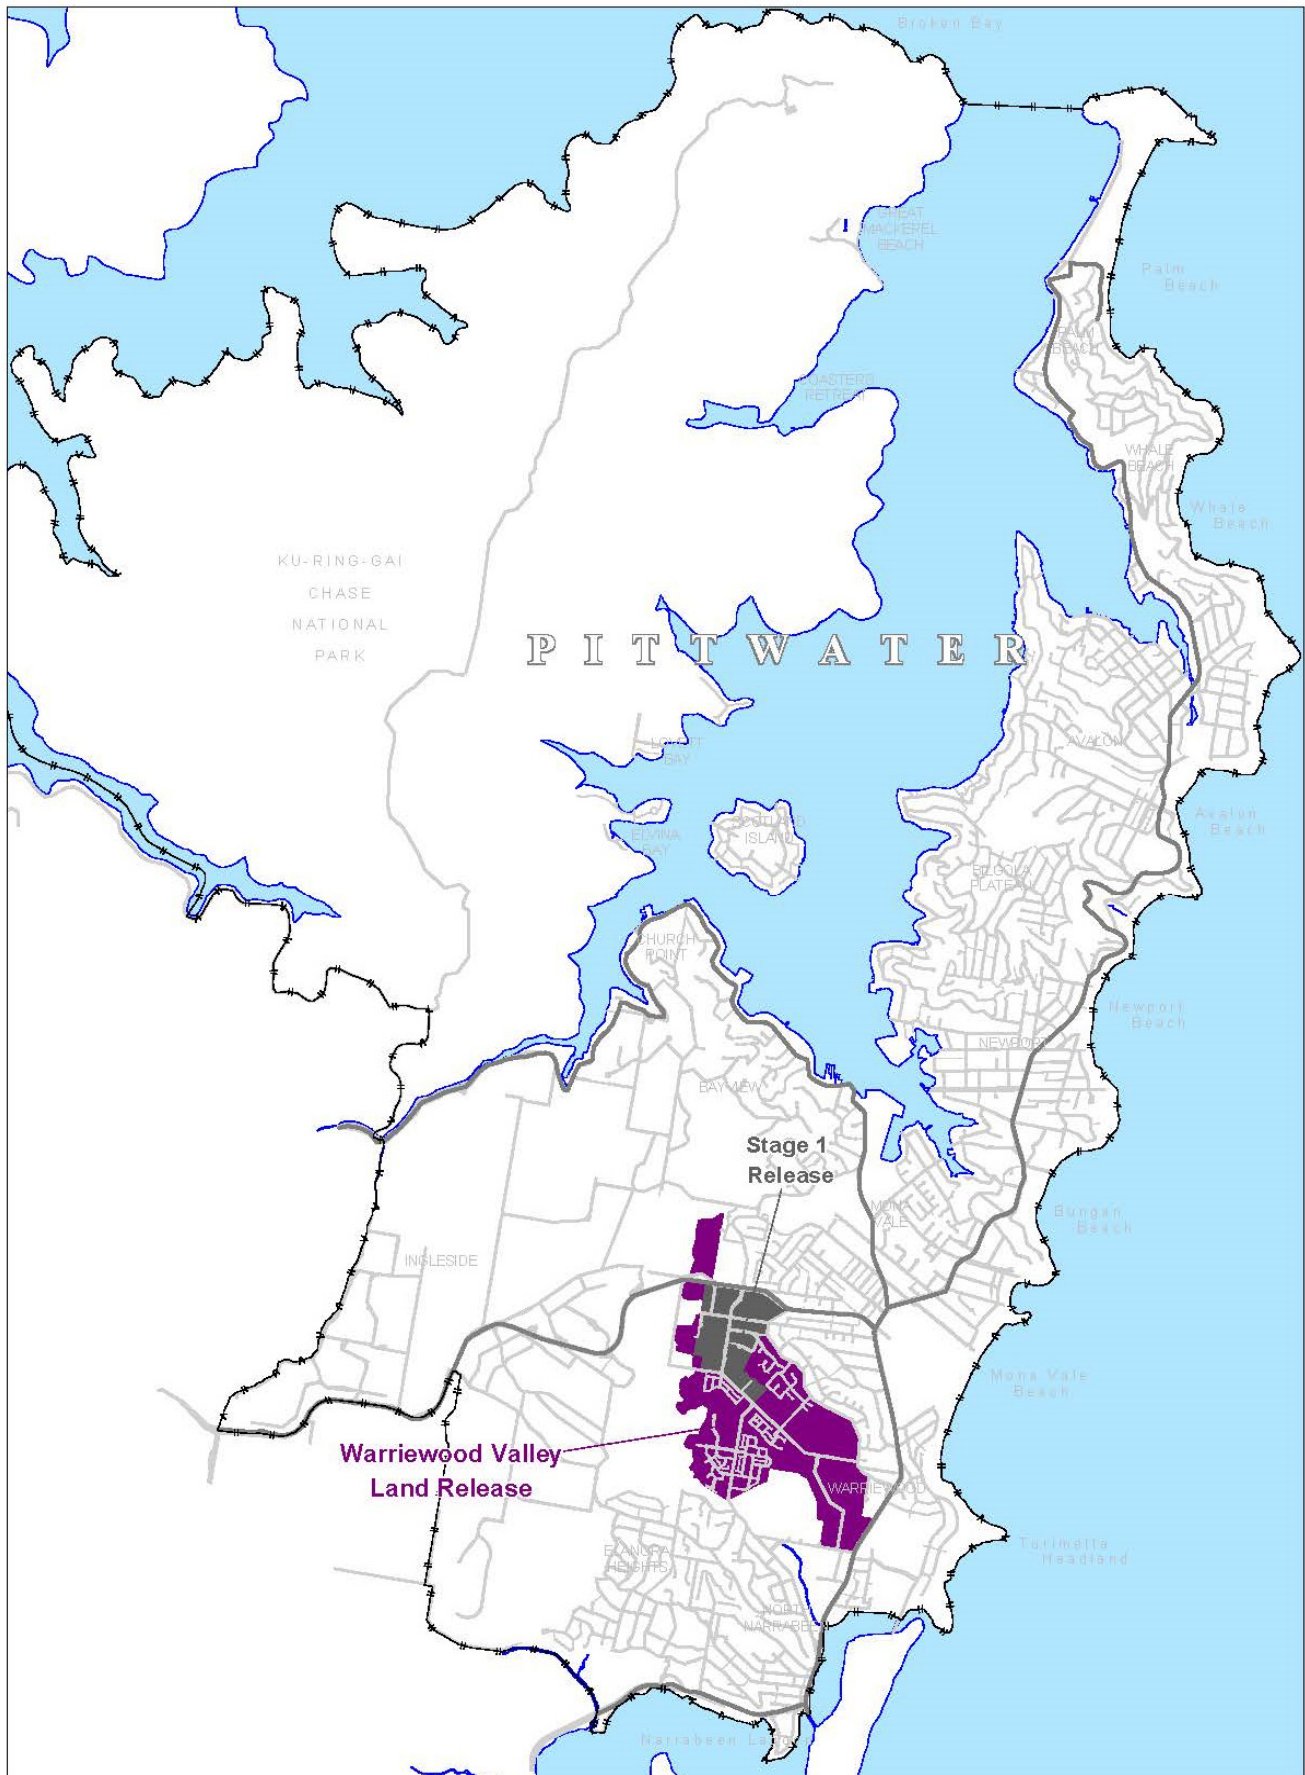 Broken Bay
GREAT
MACKEREL
BEACH
Palm
Beach
PALM
BEACH
COASTERS
RETREAT
WHALE
BEACH
Whale
Beach
KU-RING-GAI
CHASE
NATIONAL
PARK
PITTWATER
LOVETT
BAY
AVALON
Avalon
Beach
SCOTLAND
ISLAND
ELVINA
BAY
BILGOLA
PLATEAU
CHURCH
POINT
Newport
Beach
NEWPORT
BAYVIEW
Stage 1
Release
MONA
VALE
Bungan
Beach
INGLESIDE
Mona Vale
Beach
Warriewood Valley
Land Release
WARRIEWOOD
Turimetta
Headland
ELANORA
HEIGHTS
NORTH
NARRABEEN
Narrabeen Lagoon